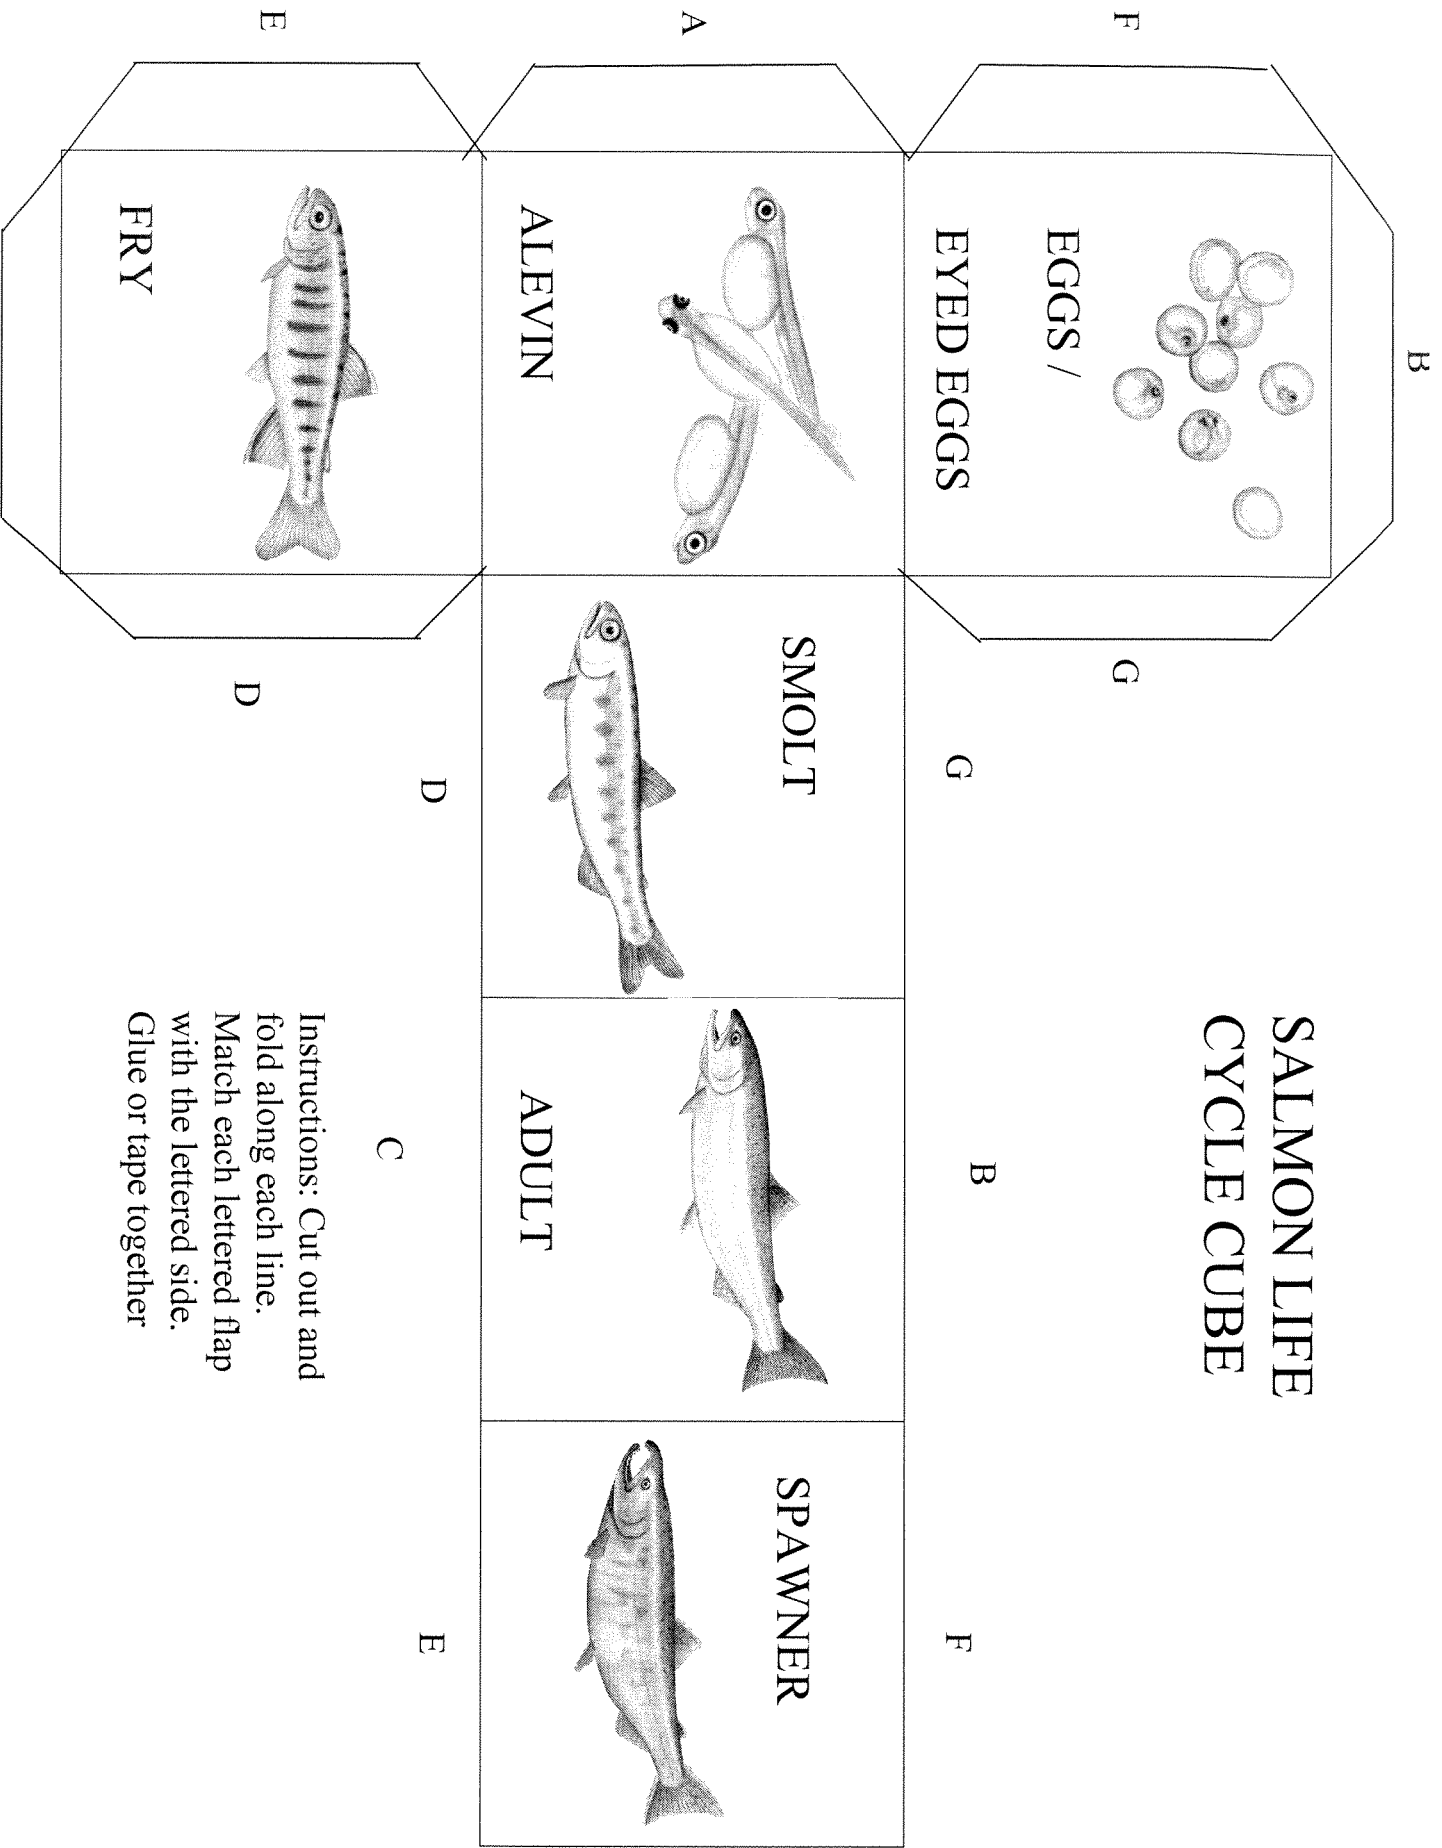 B
SALMON LIFE
CYCLE CUBE
F
G
EGGS /
EYED EGGS
G
B
F
SMOLT
SPAWNER
A
ALEVIN
ADULT
D
C
E
Instructions: Cut out and
fold along each line.
Match each lettered flap
with the lettered side.
Glue or tape together
E
D
FRY